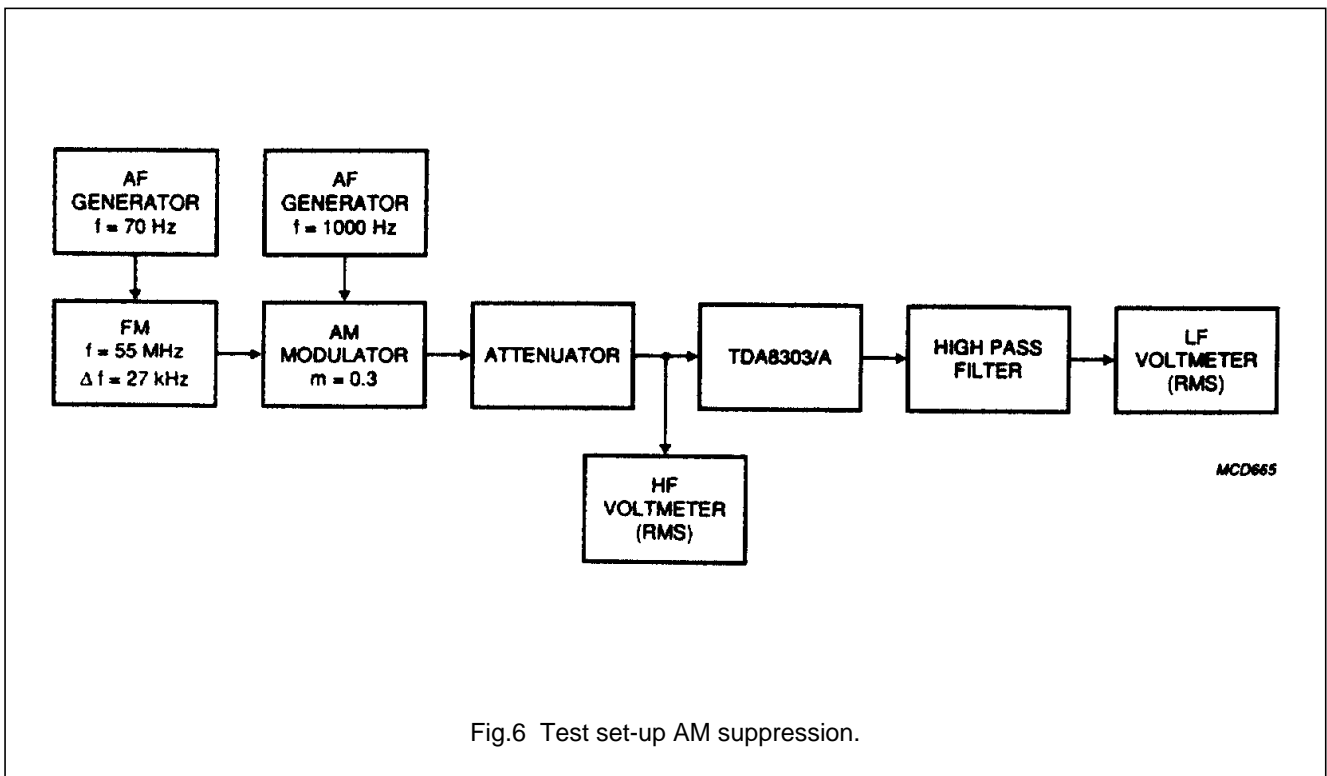 AF
GENERATOR
f = 70 Hz
AF
GENERATOR
f = 1000 Hz
FM
f = 55 MHz
Δ f = 27 kHz
AM
MODULATOR
m = 0.3
ATTENUATOR
TDA8303/A
HIGH PASS
FILTER
LF
VOLTMETER
(RMS)
HF
VOLTMETER
(RMS)
MCD665
Fig.6 Test set-up AM suppression.